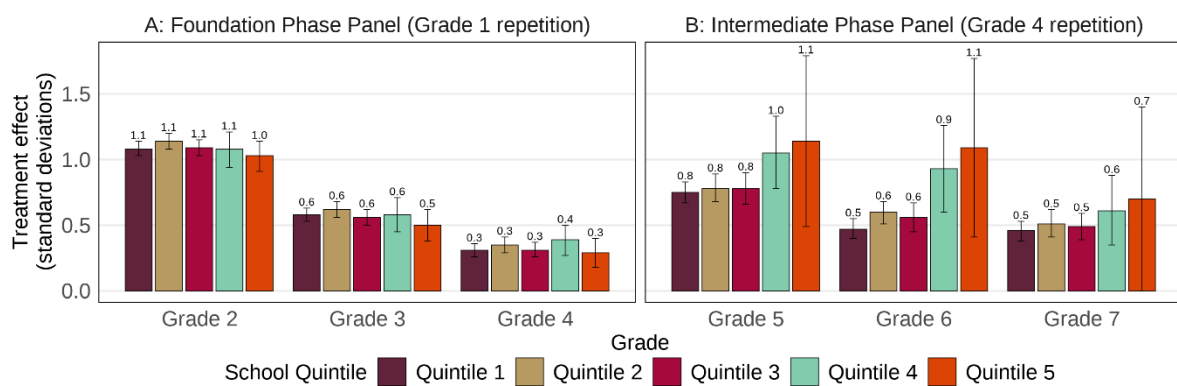 A: Foundation Phase Panel (Grade 1 repetition)
B: Intermediate Phase Panel (Grade 4 repetition)
Treatment effect
(standard deviations)
1.5
1.0
0.5
0.0
1.1 1.1 1.1 1.1 1.0
0.6 0.6 0.6 0.6 0.5
0.3 0.3 0.3 0.4 0.3
0.8 0.8 0.8 1.0 1.1
0.5 0.6 0.6 0.9 1.1
0.5 0.5 0.5 0.6 0.7
Grade 2 Grade 3 Grade 4 Grade 5 Grade 6 Grade 7
Grade
School Quintile Quintile 1 Quintile 2 Quintile 3 Quintile 4 Quintile 5